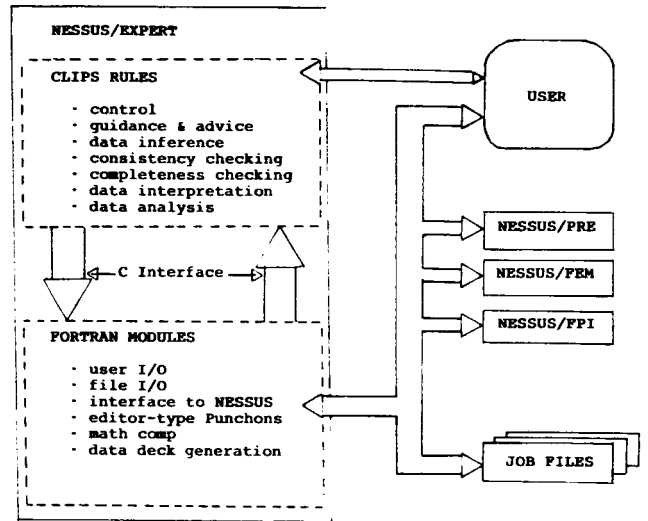 NESSUS/EXPERT
CLIPS RULES
· control
· guidance & advice
· data inference
· consistency checking
· completeness checking
· data interpretation
· data analysis
C Interface
FORTRAN MODULES
· user I/O
· file I/O
· interface to NESSUS
· editor-type Punchons
· math comp
· data deck generation
USER
NESSUS/PRE
NESSUS/FEM
NESSUS/FPI
JOB FILES